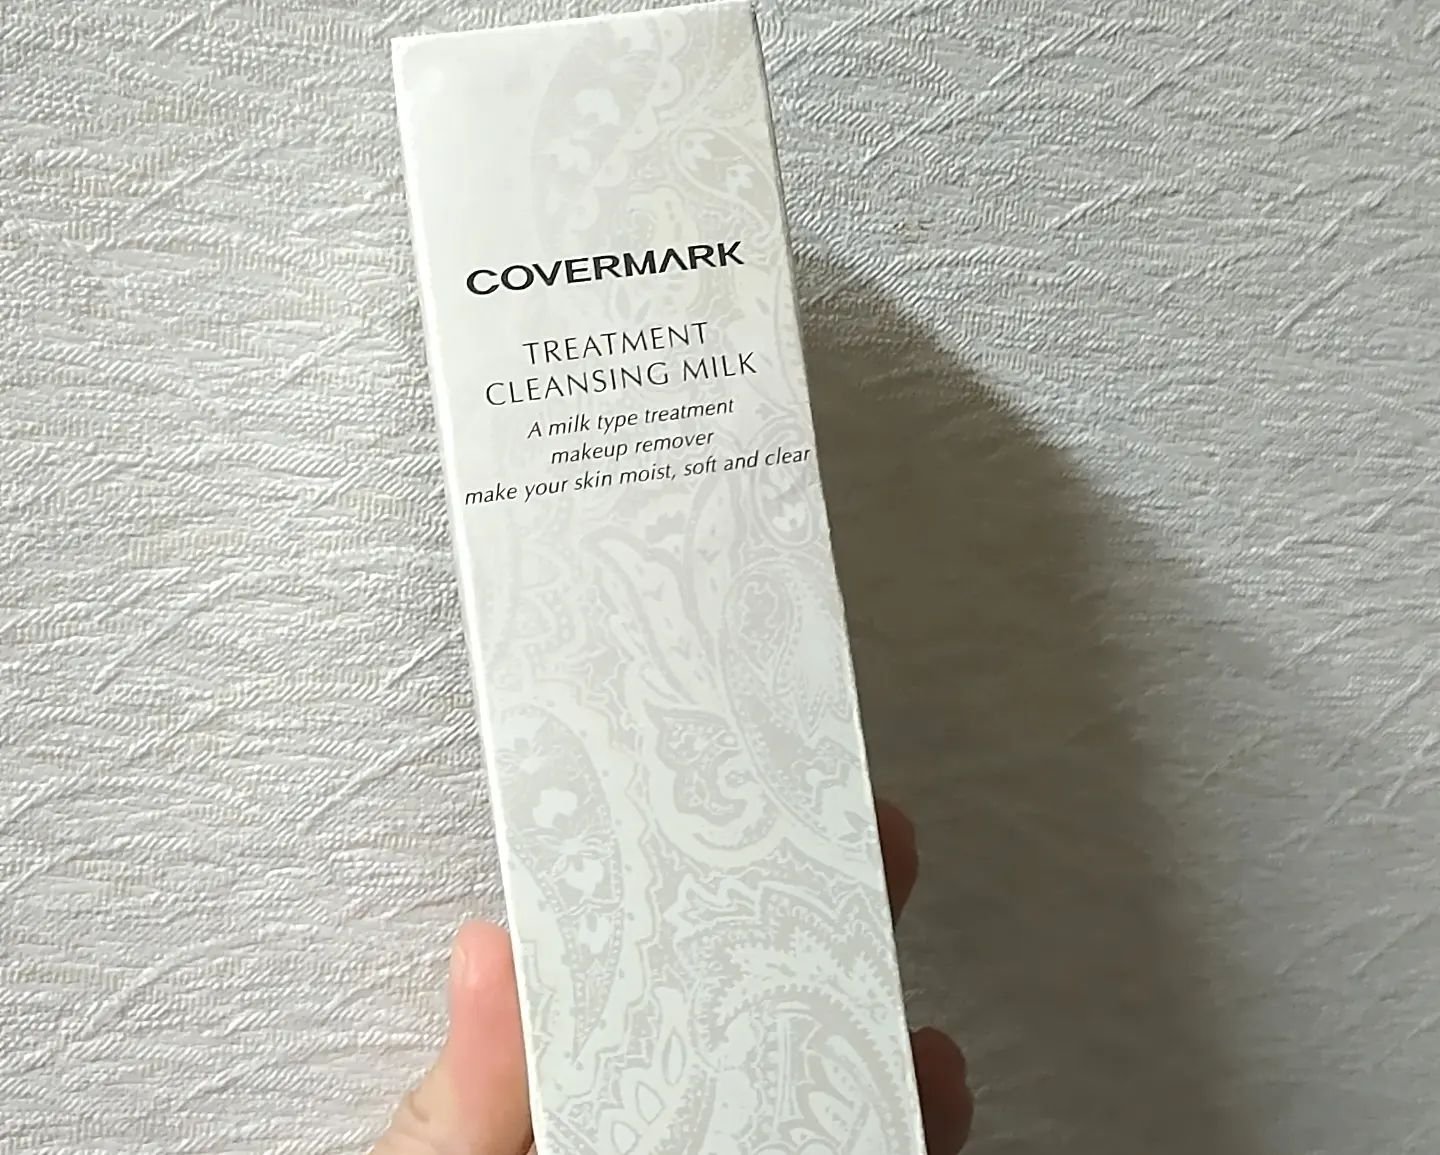 COVERMARK
TREATMENT
CLEANSING MILK
A milk type treatment
makeup remover
make your skin moist, soft and clear